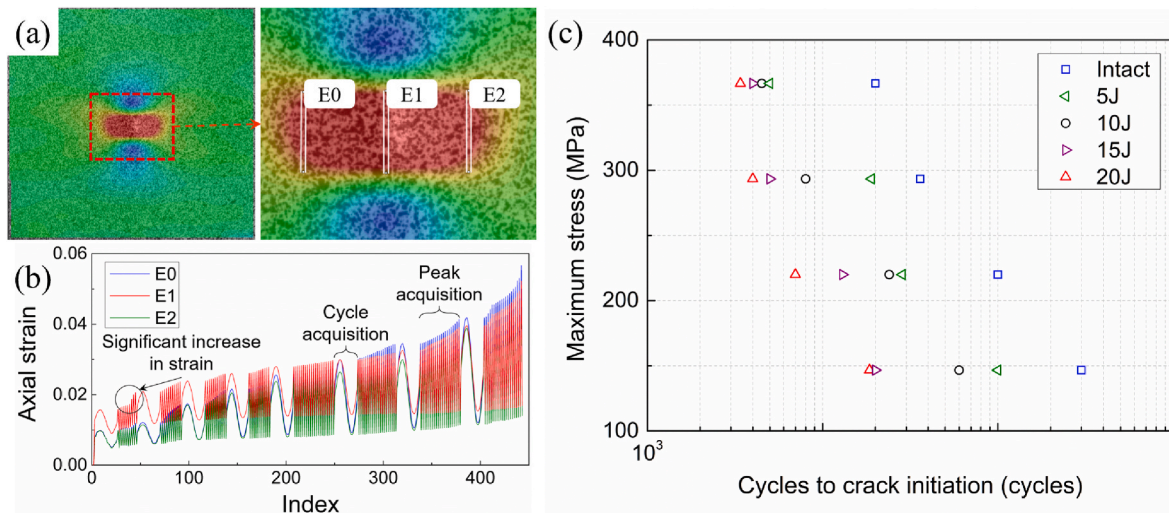 (a)
E0
E1
E2
(b)
0.06
0.04
0.02
0.00
Axial strain
E0
E1
E2
Significant increase
in strain
Cycle
acquisition
Peak
acquisition
0
100
200
300
400
Index
(c)
400
300
200
100
Maximum stress (MPa)
Intact
5J
10J
15J
20J
10³
Cycles to crack initiation (cycles)